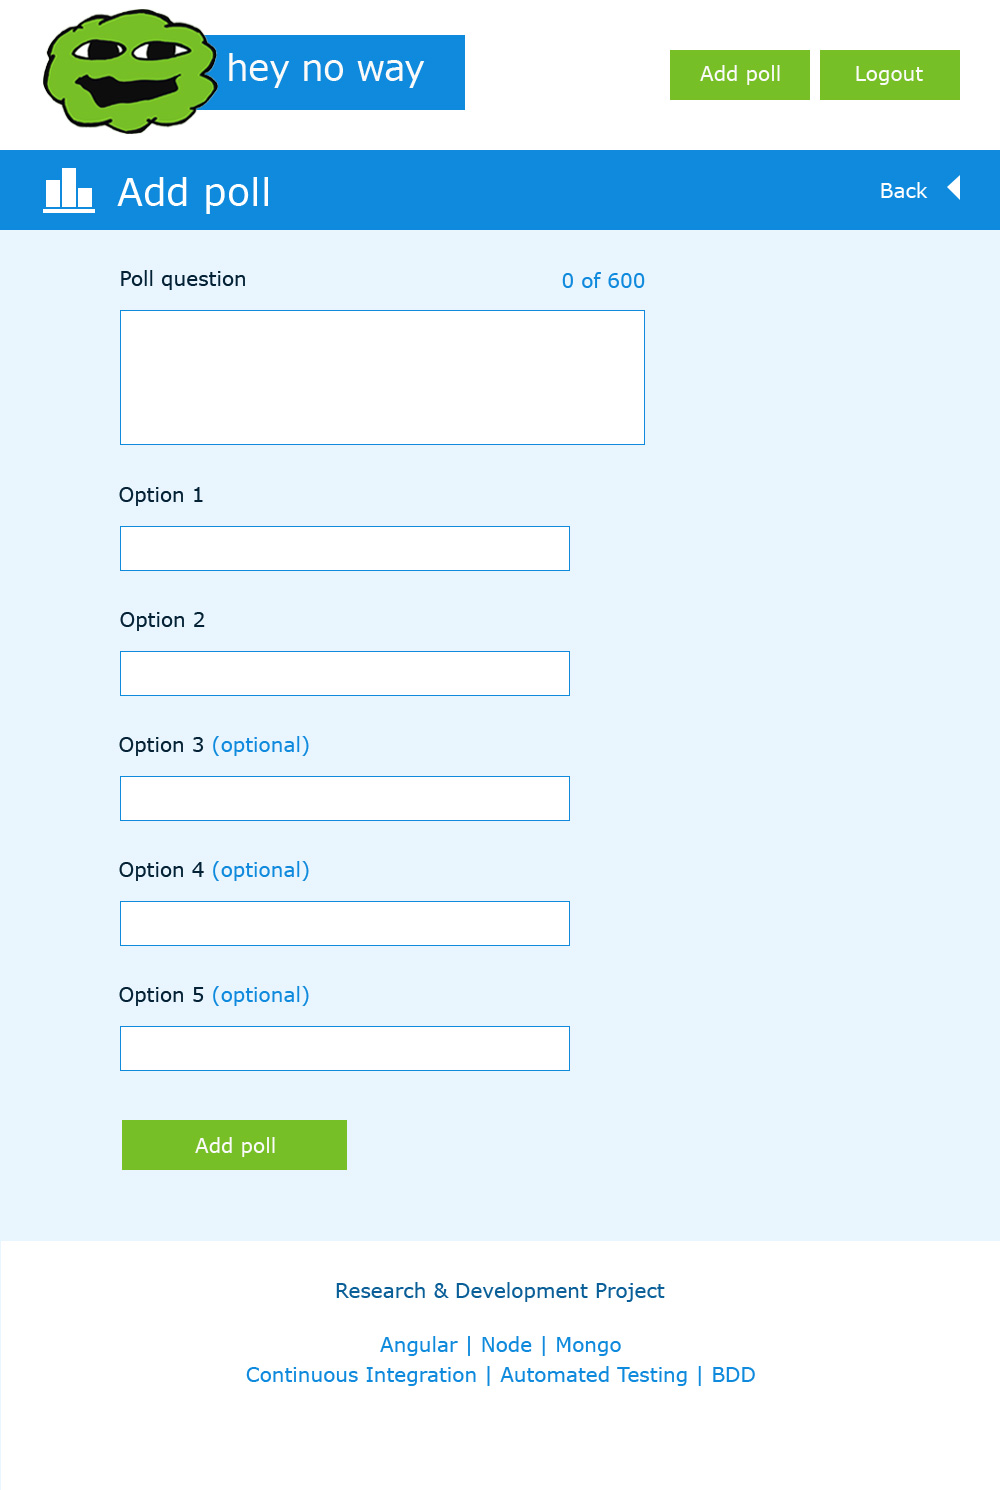 hey no way
Add poll
Logout
Add poll
Back
Poll question
0 of 600
Option 1
Option 2
Option 3 (optional)
Option 4 (optional)
Option 5 (optional)
Add poll
Research & Development Project
Angular | Node | Mongo
Continuous Integration | Automated Testing | BDD